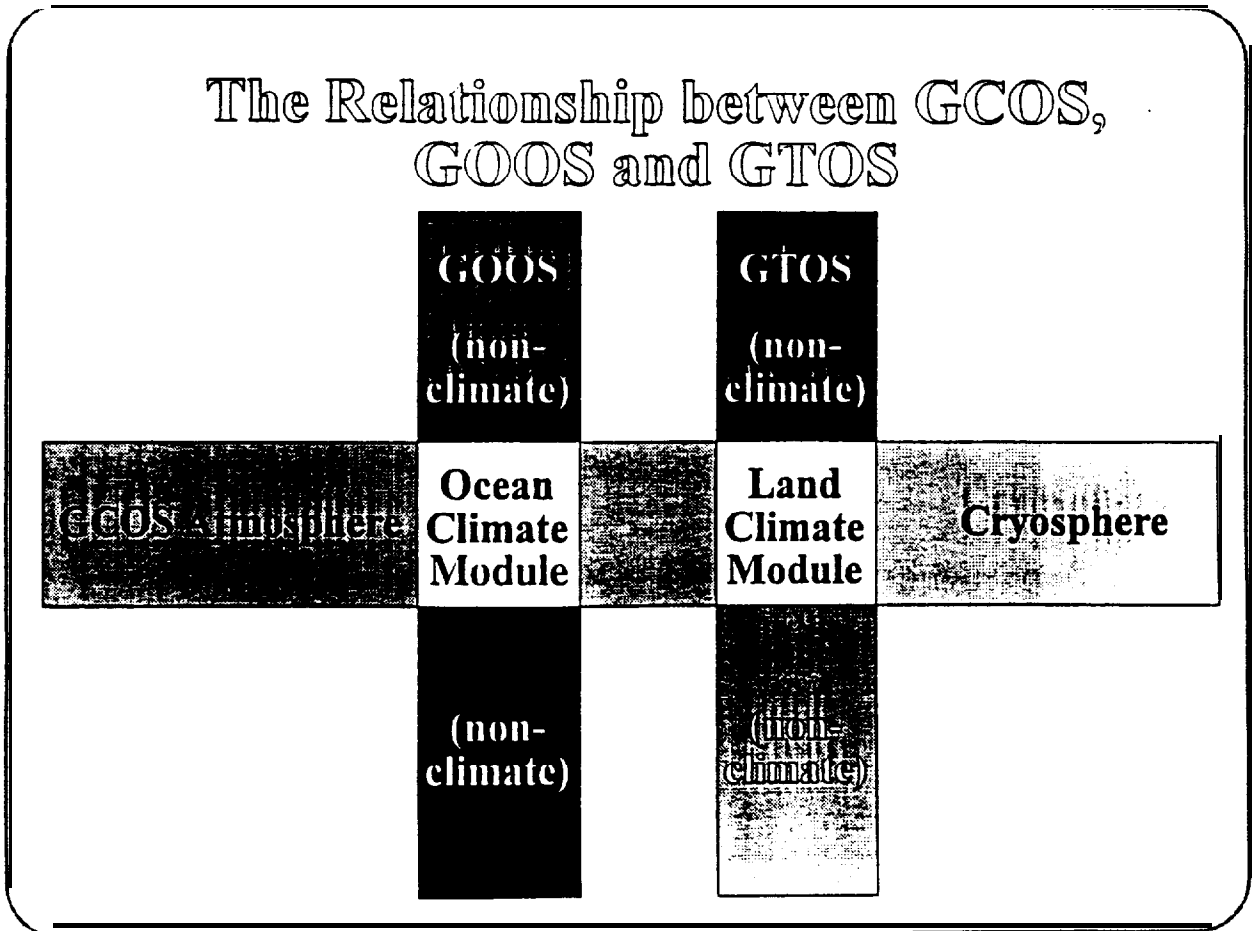 The Relationship between GCOS,
GOOS and GTOS
GOOS
(non-
climate)
GTOS
(non-
climate)
GCOS Atmosphere
Ocean
Climate
Module
Land
Climate
Module
Cryosphere
(non-
climate)
(non-
climate)